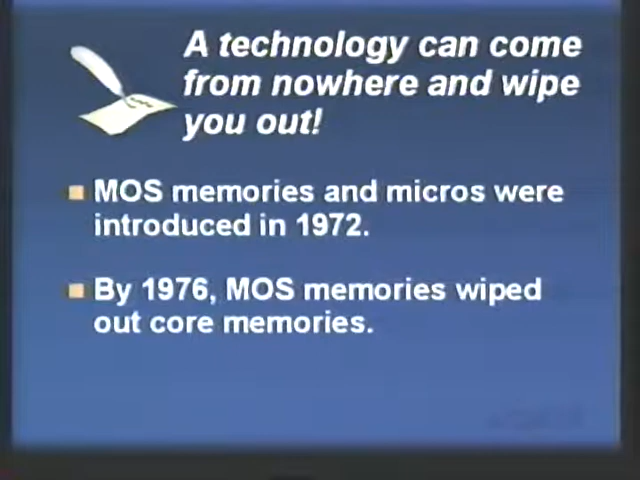 A technology can come
from nowhere and wipe
you out!
MOS memories and micros were
introduced in 1972.
By 1976, MOS memories wiped
out core memories.